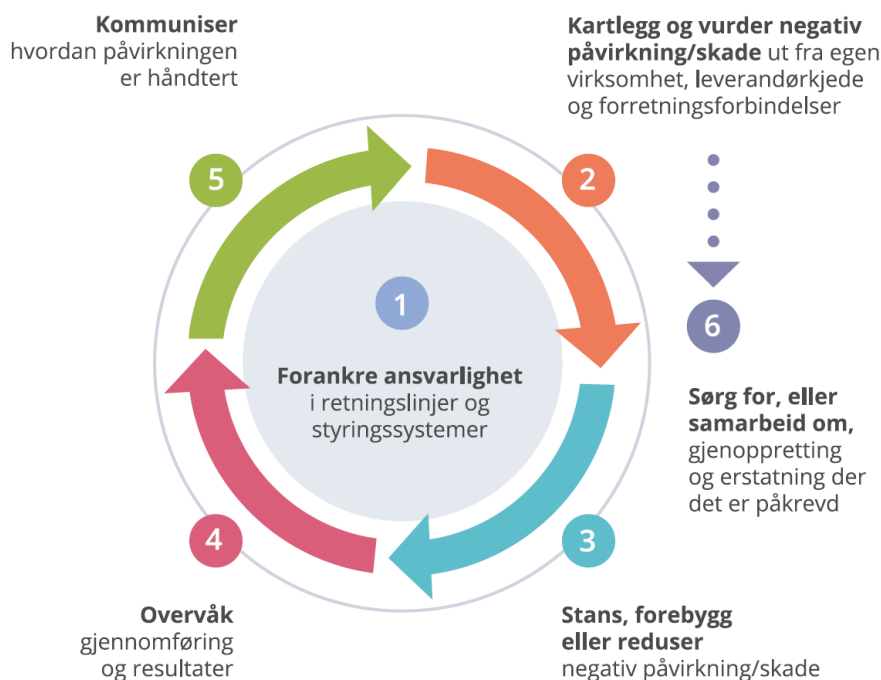 Kommuniser
hvordan påvirkningen
er håndtert
5
Kartlegg og vurder negativ
påvirkning/skade ut fra egen
virksomhet, leverandørkjede
og forretningsforbindelser
2
1
Forankre ansvarlighet
i retningslinjer og
styringssystemer
6
Sørg for, eller
samarbeid om,
gjenoppretting
og erstatning der
det er påkrevd
4
Overvåk
gjennomføring
og resultater
3
Stans, forebygg
eller reduser
negativ påvirkning/skade